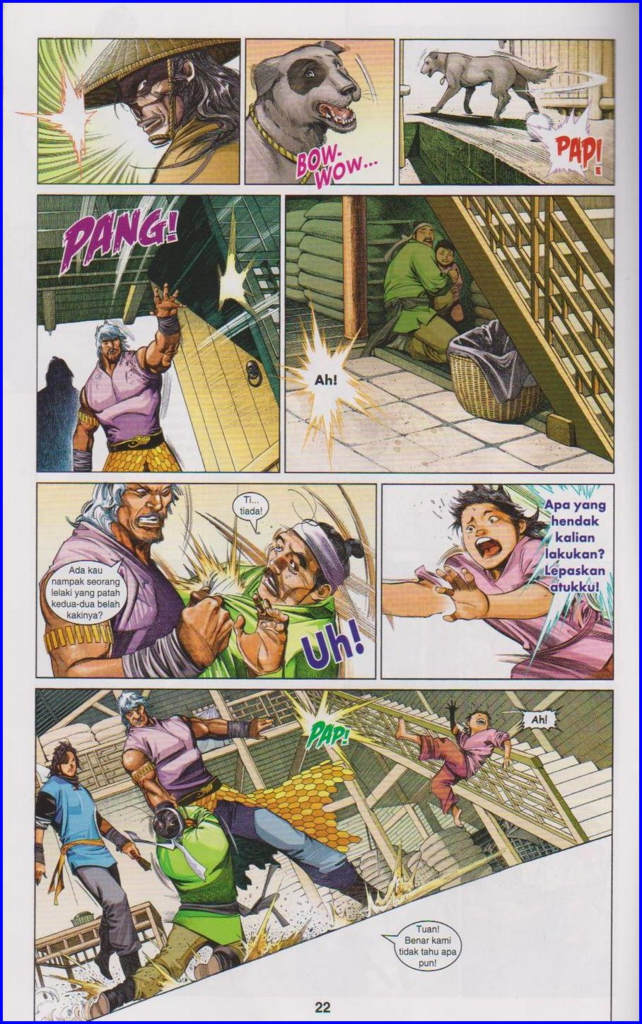 BOW-
WOW...
PAP!
PANG!
Ah!
Ada kau
nampak seorang
lelaki yang patah
kedua-dua belah
kakinya?
Ti...
tiada!
Uh!
Apa yang
hendak
kalian
lakukan?
Lepaskan
atukku!
PAP!
Ah!
Tuan!
Benar kami
tidak tahu apa
pun!
22